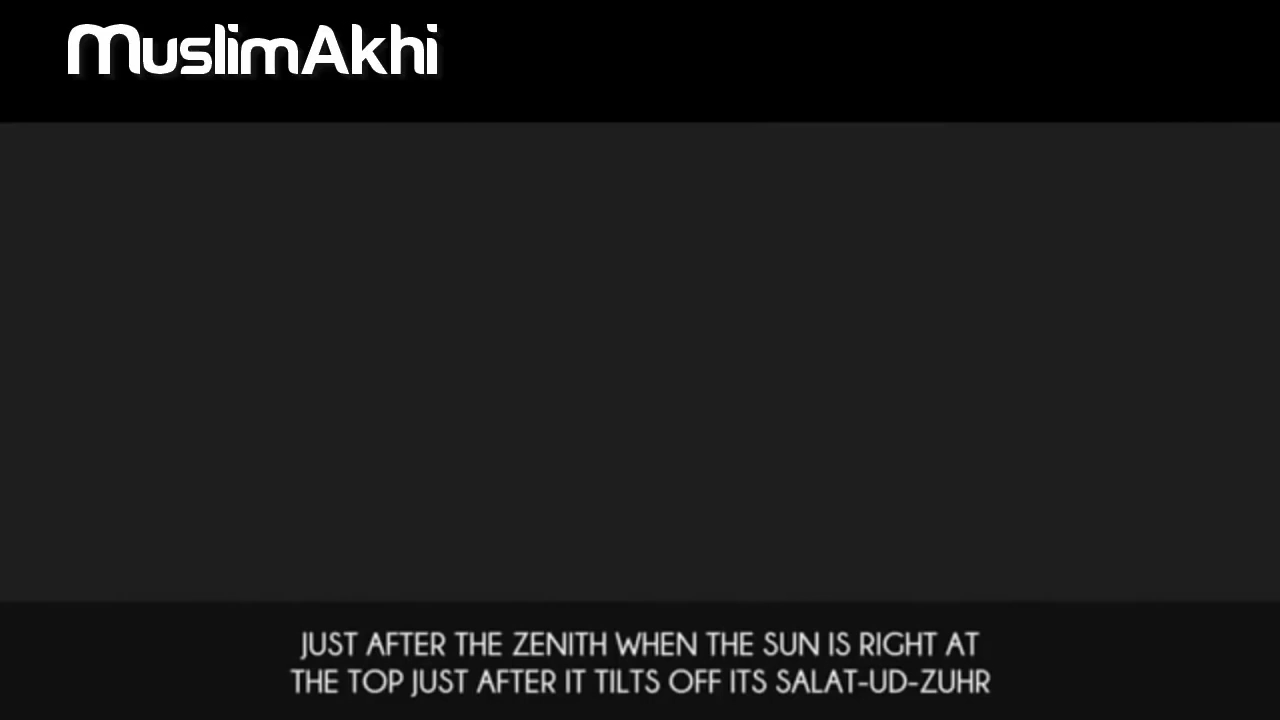 MuslimAkhi
JUST AFTER THE ZENITH WHEN THE SUN IS RIGHT AT
THE TOP JUST AFTER IT TILTS OFF ITS SALAT-UD-ZUHR